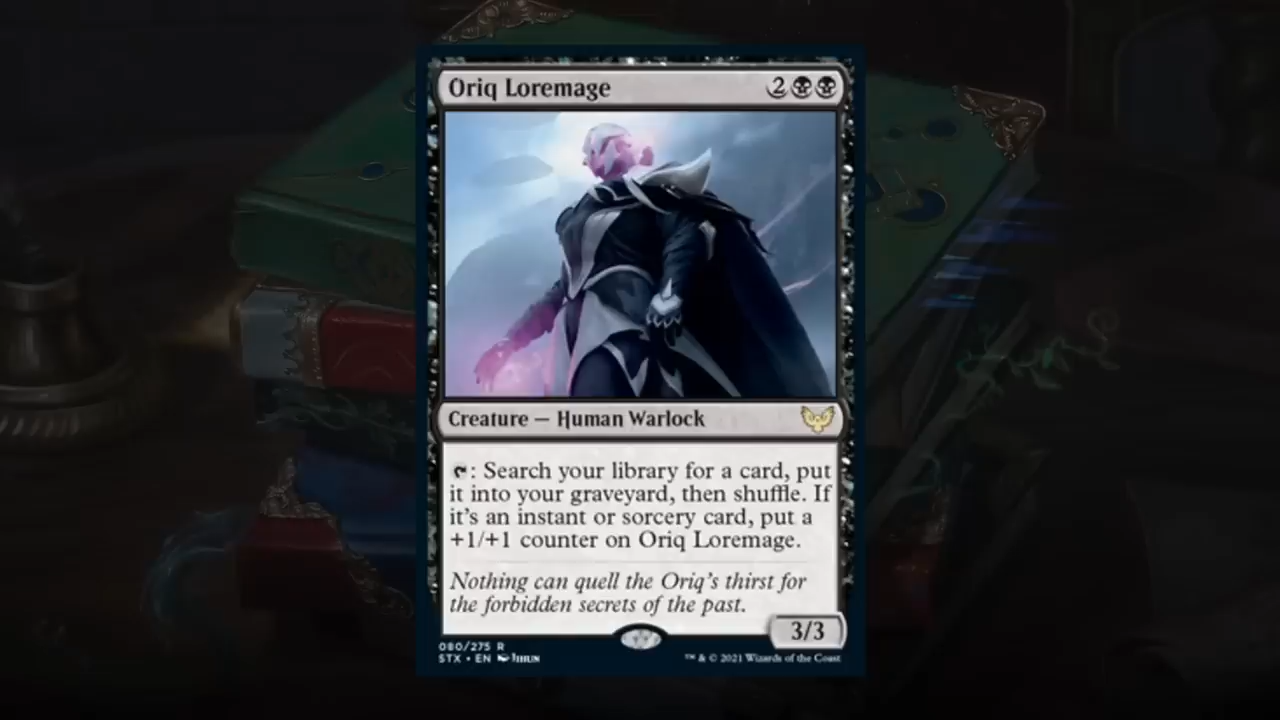 Oriq Loremage 2
Creature — Human Warlock
: Search your library for a card, put
it into your graveyard, then shuffle. If
it's an instant or sorcery card, put a
+1/+1 counter on Oriq Loremage.
Nothing can quell the Oriq's thirst for
the forbidden secrets of the past.
3/3
080/275 R
STX • EN
™ & © 2021 Wizards of the Coast